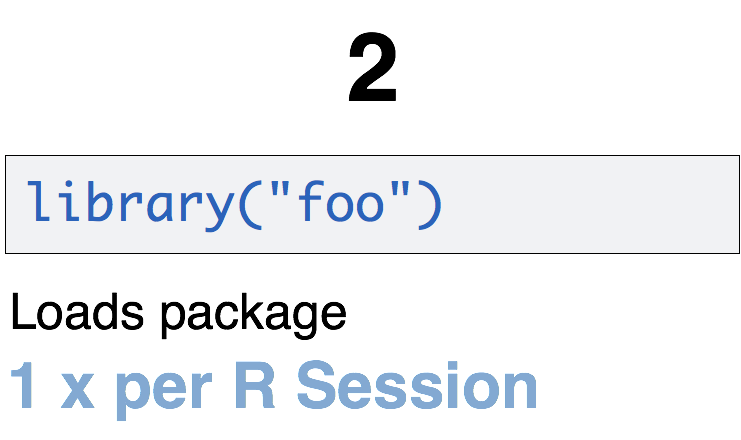 2
library("foo")
Loads package
1 x per R Session